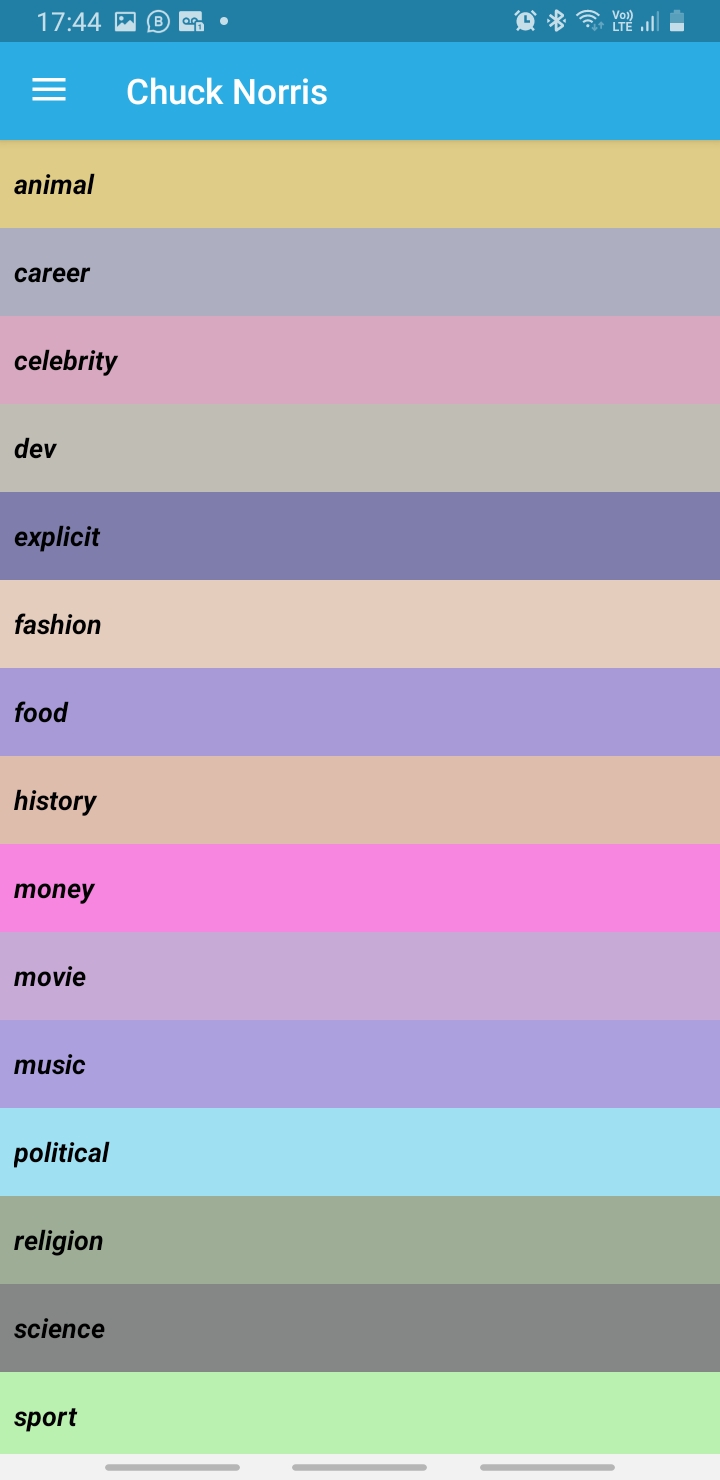 17:44 B 1 Vo)) LTE
Chuck Norris
animal
career
celebrity
dev
explicit
fashion
food
history
money
movie
music
political
religion
science
sport